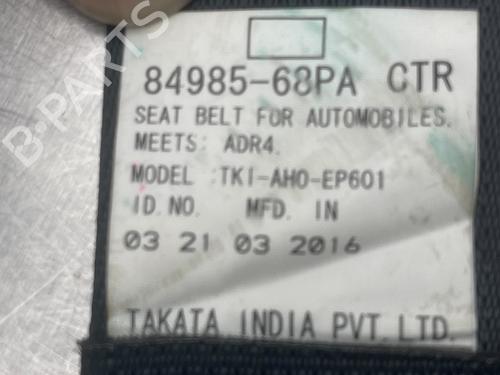 84985-68PA CTR
SEAT BELT FOR AUTOMOBILES.
MEETS: ADR4.
MODEL :TKI-AHO-EP601
ID.NO. MFD. IN
03 21 03 2016
TAKATA INDIA PVT.LTD.
B-PARTS